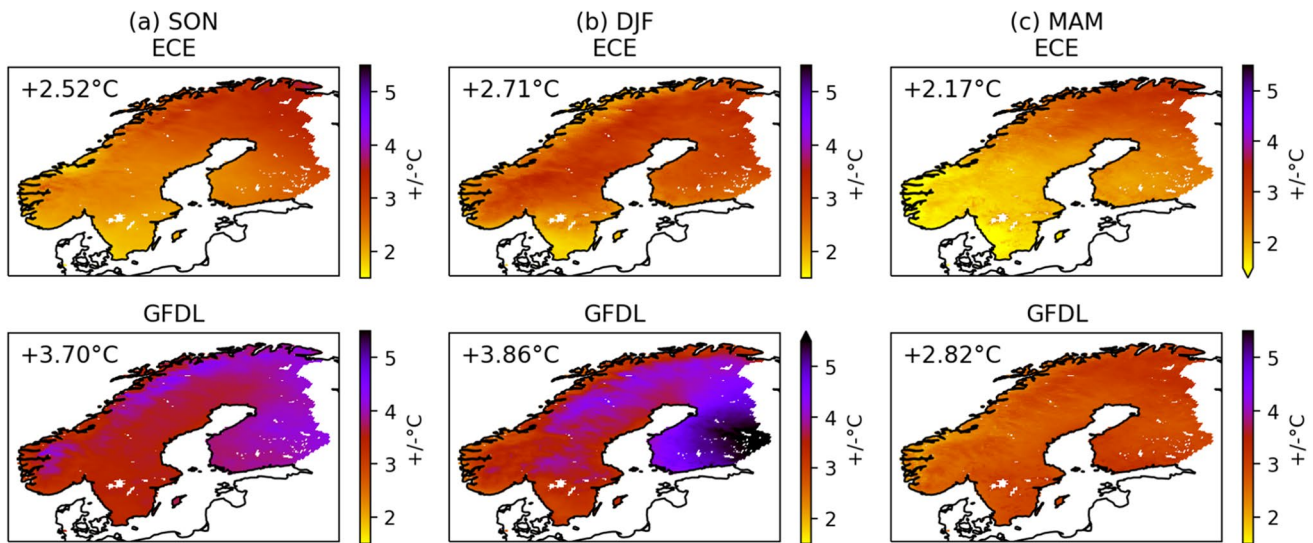 (a) SON
ECE
+2.52°C
5
4
3
2
+/-°C
(b) DJF
ECE
+2.71°C
5
4
3
2
+/-°C
(c) MAM
ECE
+2.17°C
5
4
3
2
+/-°C
GFDL
+3.70°C
5
4
3
2
+/-°C
GFDL
+3.86°C
5
4
3
2
+/-°C
GFDL
+2.82°C
5
4
3
2
+/-°C